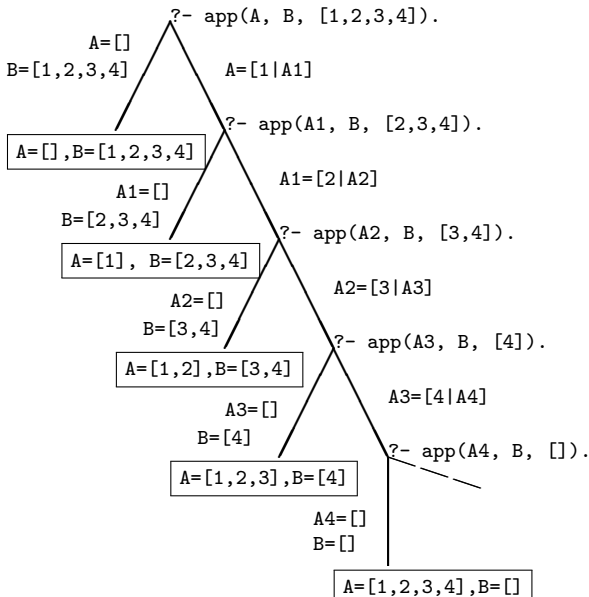 ?- app(A, B, [1,2,3,4]).
A=[]
B=[1,2,3,4]
A=[1|A1]
?- app(A1, B, [2,3,4]).
A=[],B=[1,2,3,4]
A1=[]
B=[2,3,4]
A1=[2|A2]
?- app(A2, B, [3,4]).
A=[1], B=[2,3,4]
A2=[]
B=[3,4]
A2=[3|A3]
?- app(A3, B, [4]).
A=[1,2],B=[3,4]
A3=[]
B=[4]
A3=[4|A4]
?- app(A4, B, []).
A=[1,2,3],B=[4]
A4=[]
B=[]
A=[1,2,3,4],B=[]